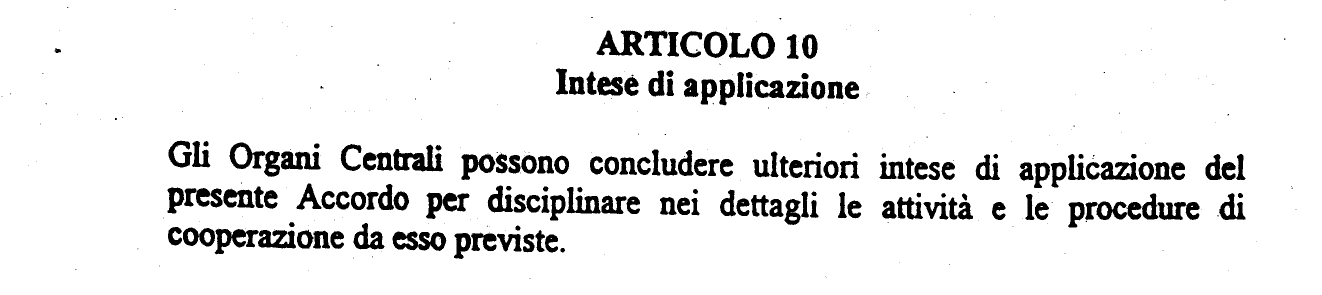 ARTICOLO 10
Intese di applicazione
Gli Organi Centrali possono concludere ulteriori intese di applicazione del
presente Accordo per disciplinare nei dettagli le attività e le procedure di
cooperazione da esso previste.